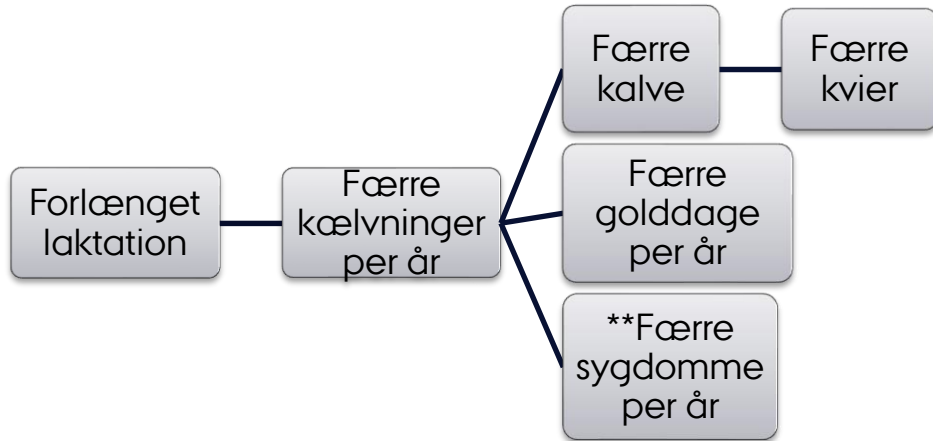 Forlænget
laktation
Færre
kælvninger
per år
Færre
kalve
Færre
kvier
Færre
golddage
per år
**Færre
sygdomme
per år